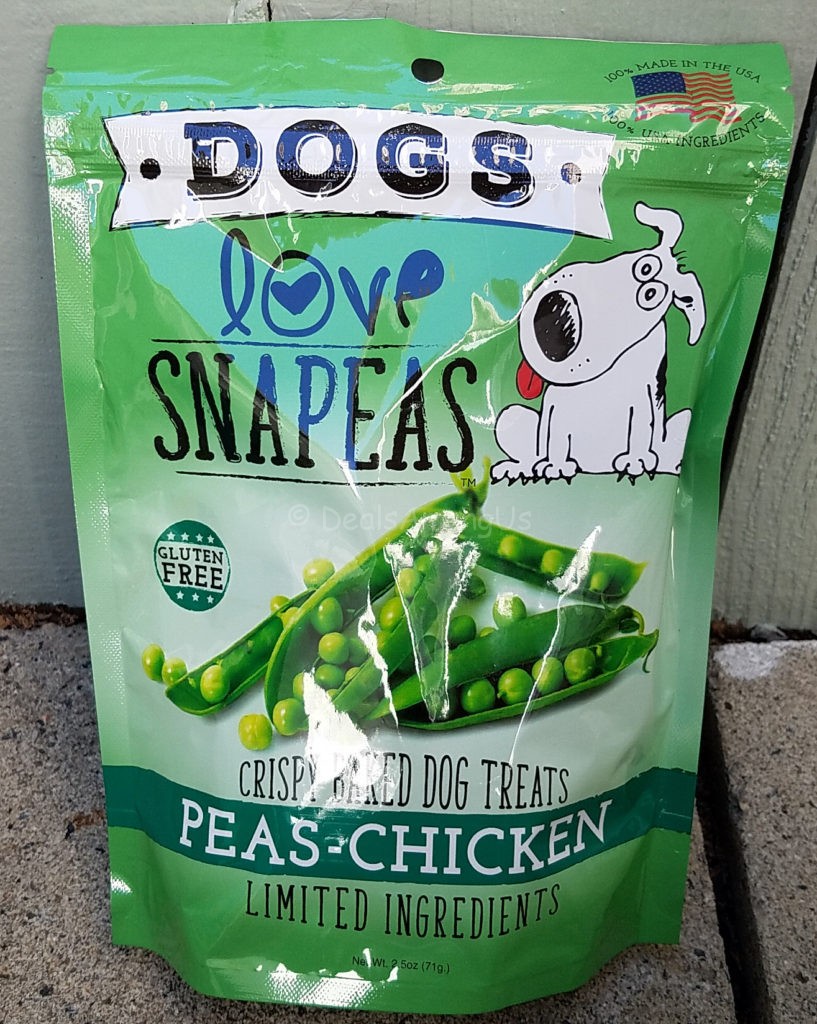 100% MADE IN THE USA
100% USA INGREDIENTS
DOGS
love
SNAPEAS
TM
© DealsAmongUs
GLUTEN
FREE
CRISPY BAKED DOG TREATS
PEAS-CHICKEN
LIMITED INGREDIENTS
Net Wt. 2.5oz (71g.)